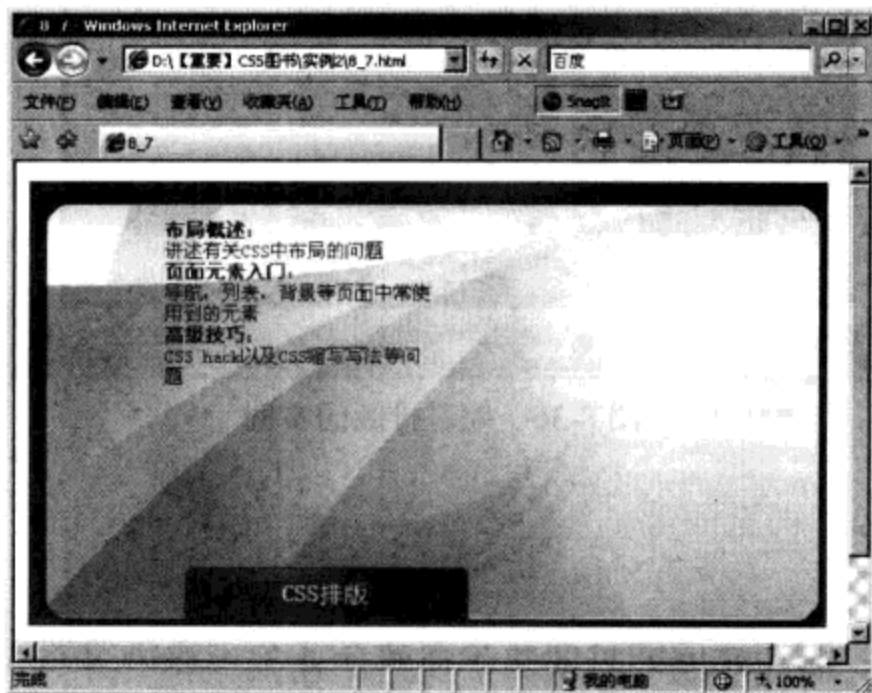 8_7 - Windows Internet Explorer
D:\【重要】CSS图书\实例2\8_7.html
百度
文件(F) 编辑(E) 查看(V) 收藏夹(A) 工具(T) 帮助(H)
SnagIt
8_7
页面(P)
工具(O)
布局概述：
讲述有关CSS中布局的问题
页面元素入门：
导航，列表，背景等页面中常使
用到的元素
高级技巧：
CSS hack以及CSS缩写写法等问
题
CSS排版
完成
我的电脑
100%